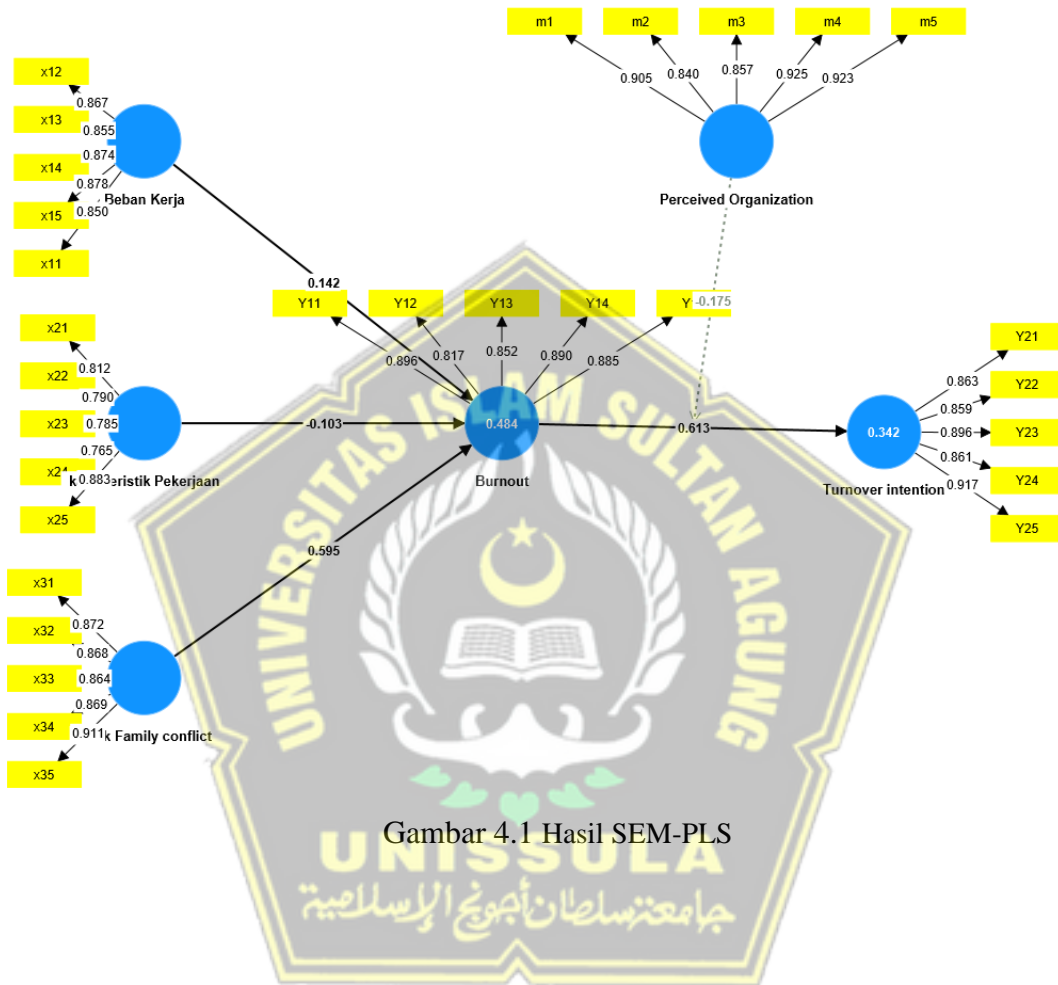 m1 m2 m3 m4 m5
0.905 0.840 0.857 0.925 0.923
Perceived Organization
x12
x13
x14
x15
x11
0.867
0.855
0.874
0.878
0.850
Beban Kerja
0.142
Y11 Y12 Y13 Y14 Y
-0.175
0.896 0.817 0.852 0.890 0.885
x21
x22
x23
x24
x25
0.812
0.790
0.785
0.765
0.883
eristik Pekerjaan
-0.103
0.484
Burnout
0.613
0.342
Turnover intention
Y21
Y22
Y23
Y24
Y25
0.863
0.859
0.896
0.861
0.917
0.595
x31
x32
x33
x34
x35
0.872
0.868
0.864
0.869
0.911
k Family conflict
UNIVERSITAS ISLAM SULTAN AGUNG
Gambar 4.1 Hasil SEM-PLS
UNISSULA
جامعتسلطان أجونج الإسلامية